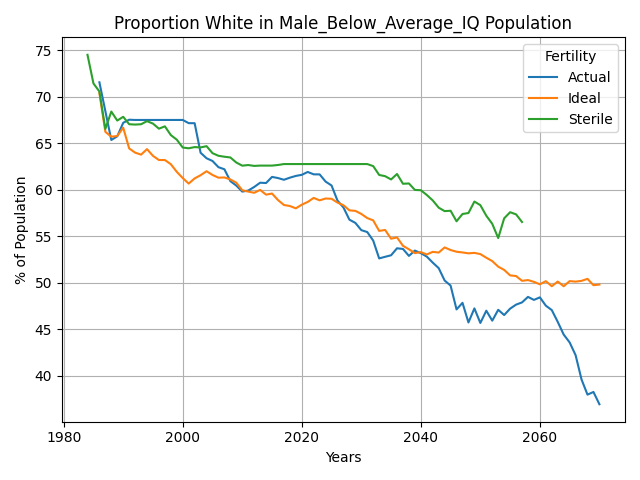 Proportion White in Male_Below_Average_IQ Population
Fertility
Actual
Ideal
Sterile
% of Population
75
70
65
60
55
50
45
40
1980
2000
2020
2040
2060
Years